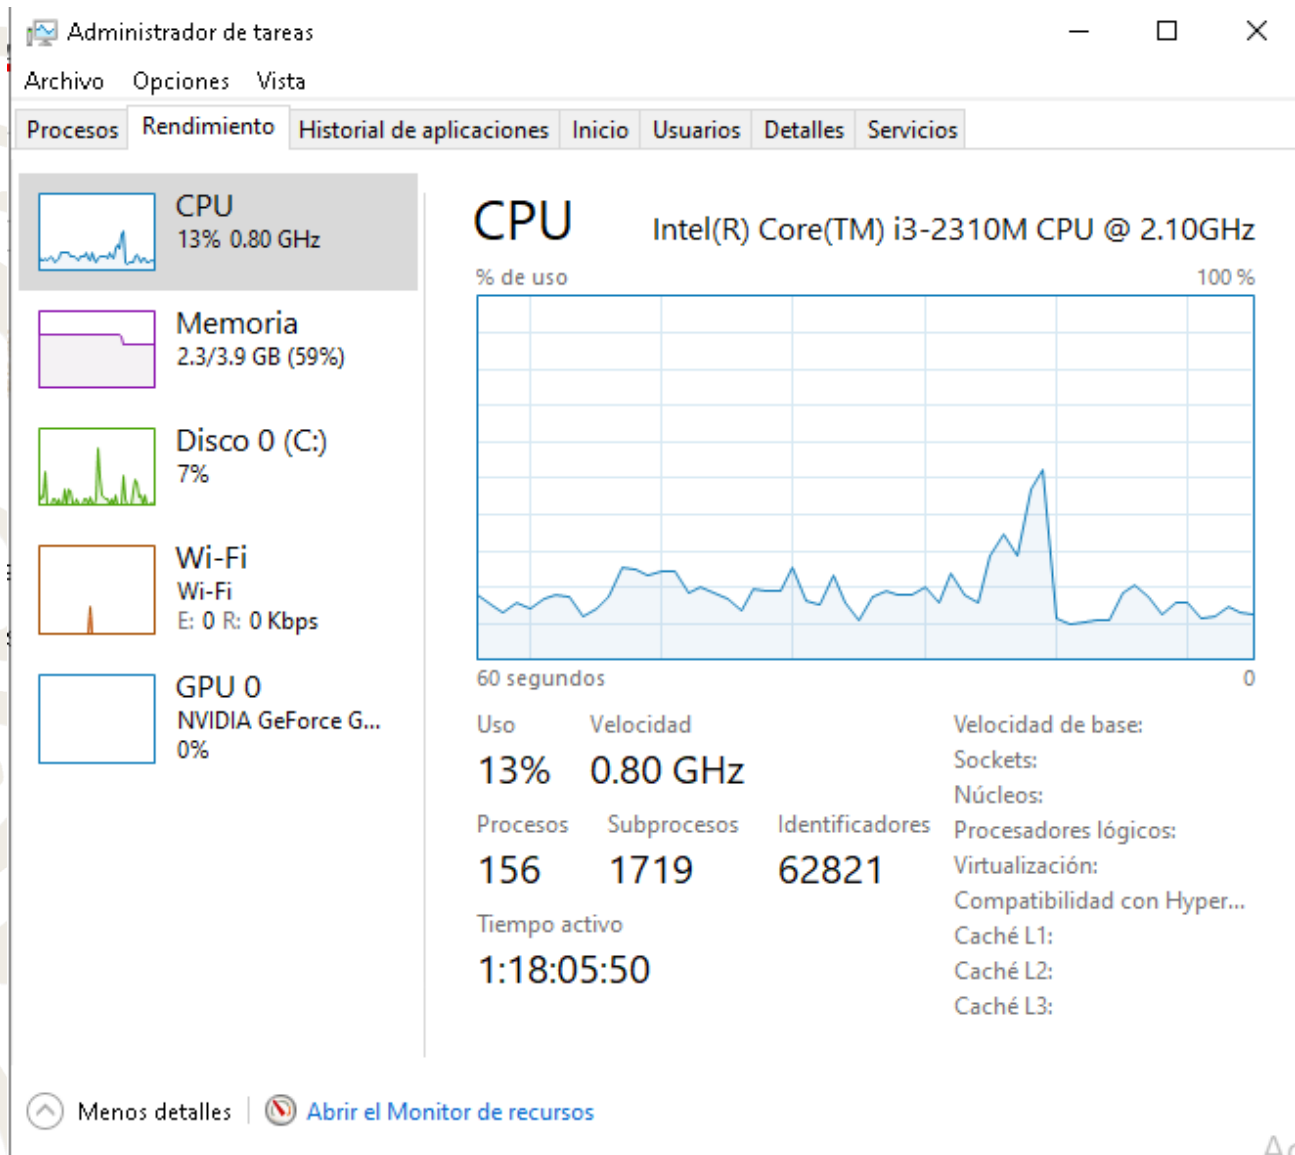 Administrador de tareas
Archivo Opciones Vista
Procesos Rendimiento Historial de aplicaciones Inicio Usuarios Detalles Servicios
CPU
13% 0.80 GHz
Memoria
2.3/3.9 GB (59%)
Disco 0 (C:)
7%
Wi-Fi
Wi-Fi
E: 0 R: 0 Kbps
GPU 0
NVIDIA GeForce G...
0%
CPU Intel(R) Core(TM) i3-2310M CPU @ 2.10GHz
% de uso 100 %
60 segundos 0
Uso Velocidad
13% 0.80 GHz
Procesos Subprocesos Identificadores
156 1719 62821
Tiempo activo
1:18:05:50
Velocidad de base:
Sockets:
Núcleos:
Procesadores lógicos:
Virtualización:
Compatibilidad con Hyper...
Caché L1:
Caché L2:
Caché L3:
Menos detalles Abrir el Monitor de recursos